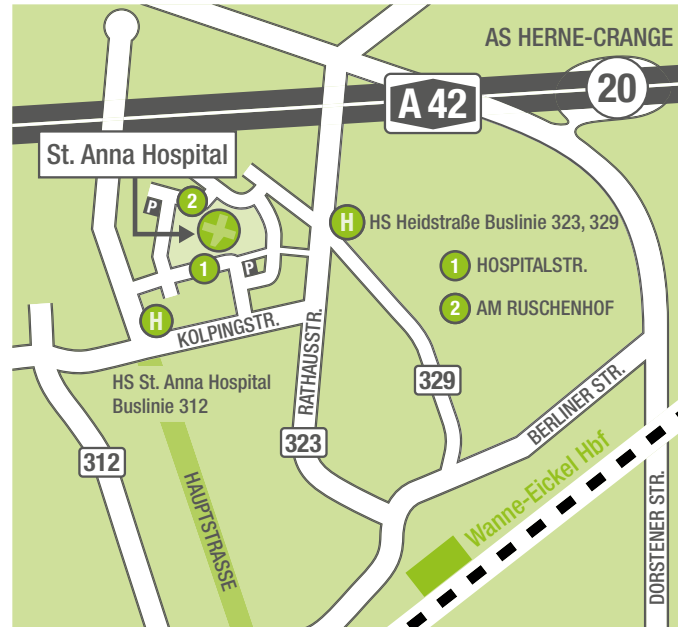 AS HERNE-CRANGE
20
A 42
St. Anna Hospital
P
2
H
HS Heidstraße Buslinie 323, 329
1
P
1
HOSPITALSTR.
2
AM RUSCHENHOF
H
KOLPINGSTR.
HS St. Anna Hospital
Buslinie 312
RATHAUSSTR.
329
BERLINER STR.
323
312
HAUPTSTRASSE
Wanne-Eickel Hbf
DORSTENER STR.